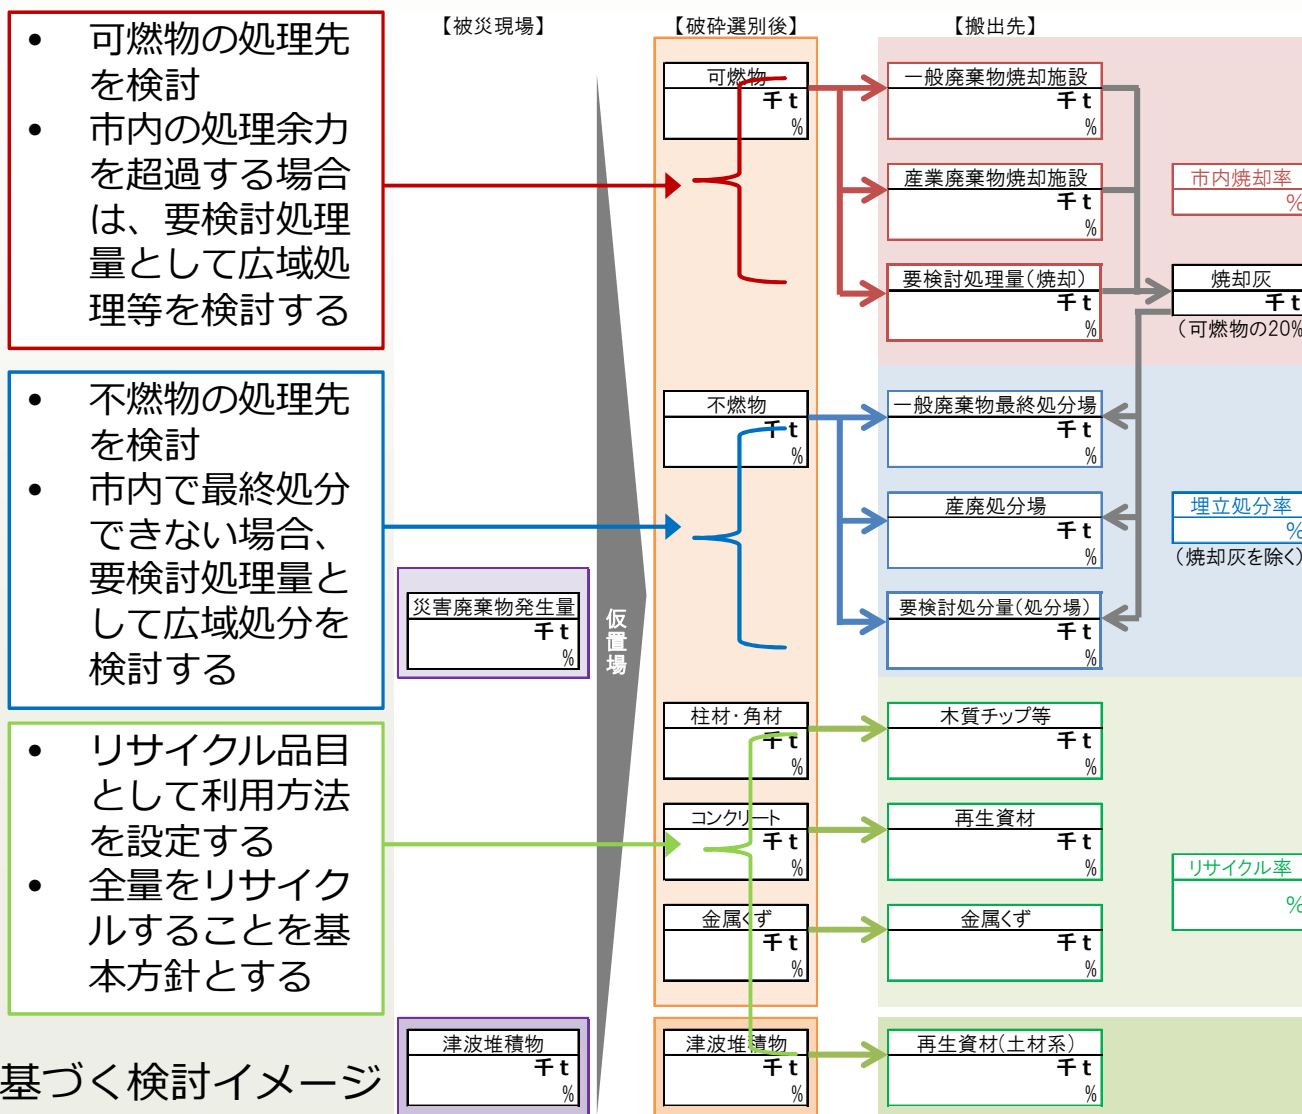 • 可燃物の処理先
を検討
• 市内の処理余力
を超過する場合
は、要検討処理
量として広域処
理等を検討する
• 不燃物の処理先
を検討
• 市内で最終処分
できない場合、
要検討処理量と
して広域処分を
検討する
• リサイクル品目
として利用方法
を設定する
• 全量をリサイク
ルすることを基
本方針とする
基づく検討イメージ
【被災現場】
災害廃棄物発生量
千t
%
津波堆積物
千t
%
仮置場
【破砕選別後】
可燃物
千t
%
不燃物
千t
%
柱材・角材
千t
%
コンクリート
千t
%
金属くず
千t
%
津波堆積物
千t
%
【搬出先】
一般廃棄物焼却施設
千t
%
産業廃棄物焼却施設
千t
%
要検討処理量(焼却)
千t
%
一般廃棄物最終処分場
千t
%
産廃処分場
千t
%
要検討処分量(処分場)
千t
%
木質チップ等
千t
%
再生資材
千t
%
金属くず
千t
%
再生資材(土材系)
千t
%
市内焼却率
%
焼却灰
千t
(可燃物の20%
埋立処分率
%
(焼却灰を除く)
リサイクル率
%